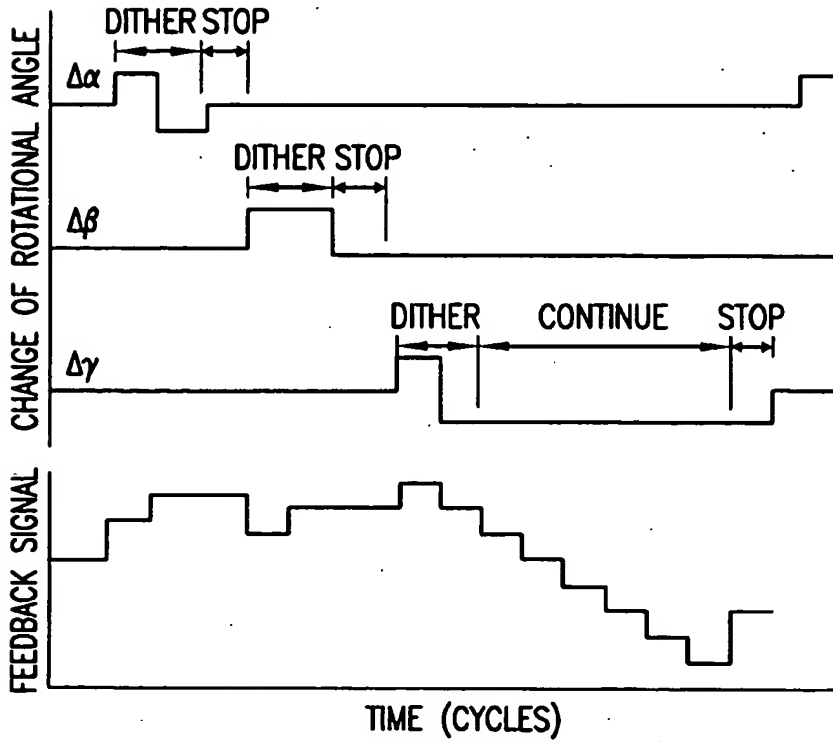 DITHER STOP
Δα
DITHER STOP
Δβ
DITHER CONTINUE STOP
Δγ
CHANGE OF ROTATIONAL ANGLE
FEEDBACK SIGNAL
TIME (CYCLES)